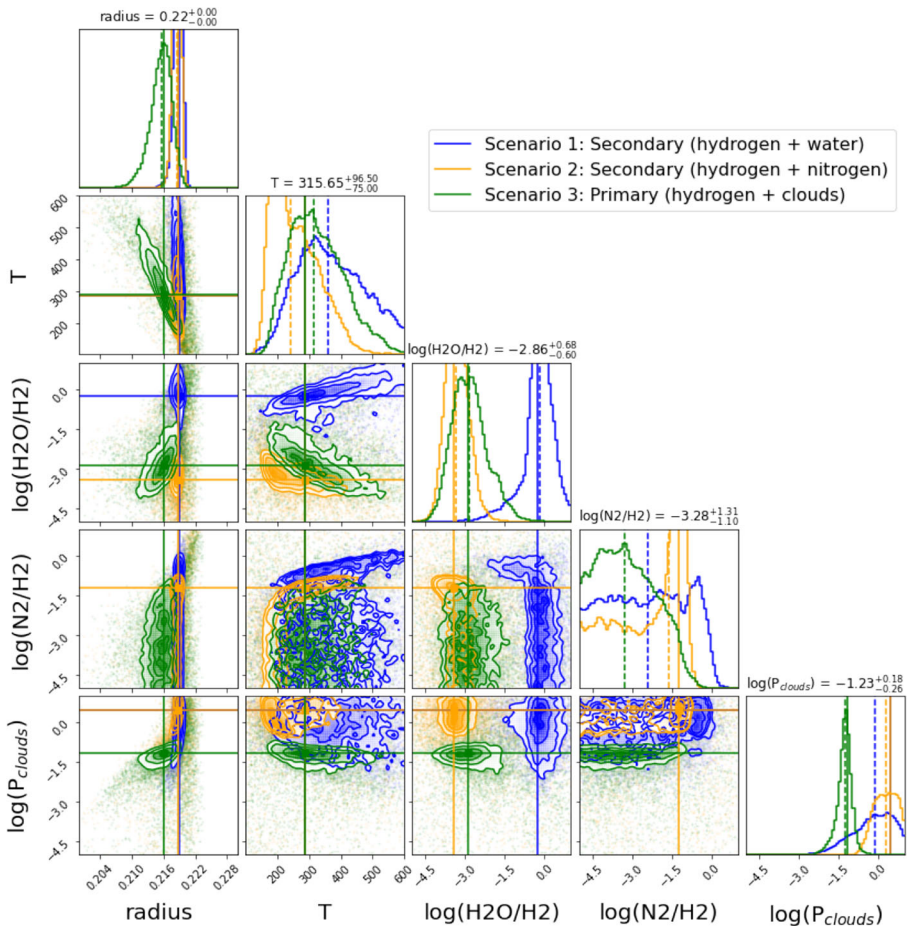 radius = 0.22+0.00 −0.00
Scenario 1: Secondary (hydrogen + water)
Scenario 2: Secondary (hydrogen + nitrogen)
Scenario 3: Primary (hydrogen + clouds)
T = 315.65+96.50 −75.00
T
600
500
400
300
200
log(H2O/H2) = −2.86+0.68 −0.60
log(H2O/H2)
0.0
−1.5
−3.0
−4.5
log(N2/H2) = −3.28+1.31 −1.10
log(N2/H2)
0.0
−1.5
−3.0
−4.5
log(Pclouds) = −1.23+0.18 −0.26
log(Pclouds)
0.0
−1.5
−3.0
−4.5
0.204 0.210 0.216 0.222 0.228 100 200 300 400 500 600 −4.5 −3.0 −1.5 0.0 −4.5 −3.0 −1.5 0.0 −4.5 −3.0 −1.5 0.0
radius T log(H2O/H2) log(N2/H2) log(Pclouds)